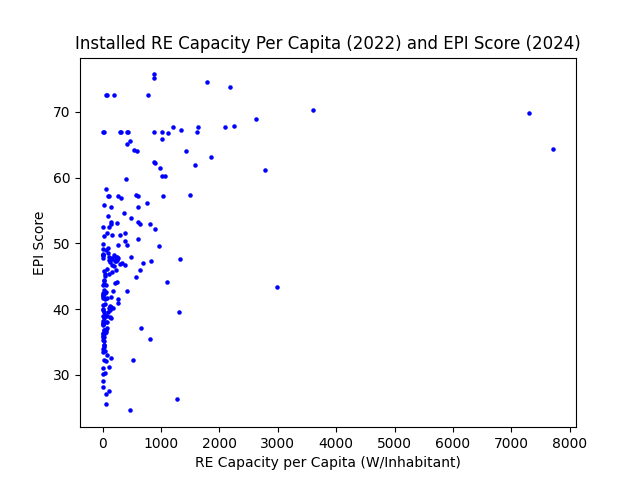 Installed RE Capacity Per Capita (2022) and EPI Score (2024)
70
60
50
40
30
EPI Score
0 1000 2000 3000 4000 5000 6000 7000 8000
RE Capacity per Capita (W/Inhabitant)